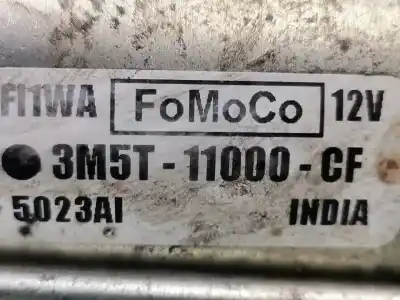 FI1WA FoMoCo 12V
3M5T-11000-CF
5023AI INDIA